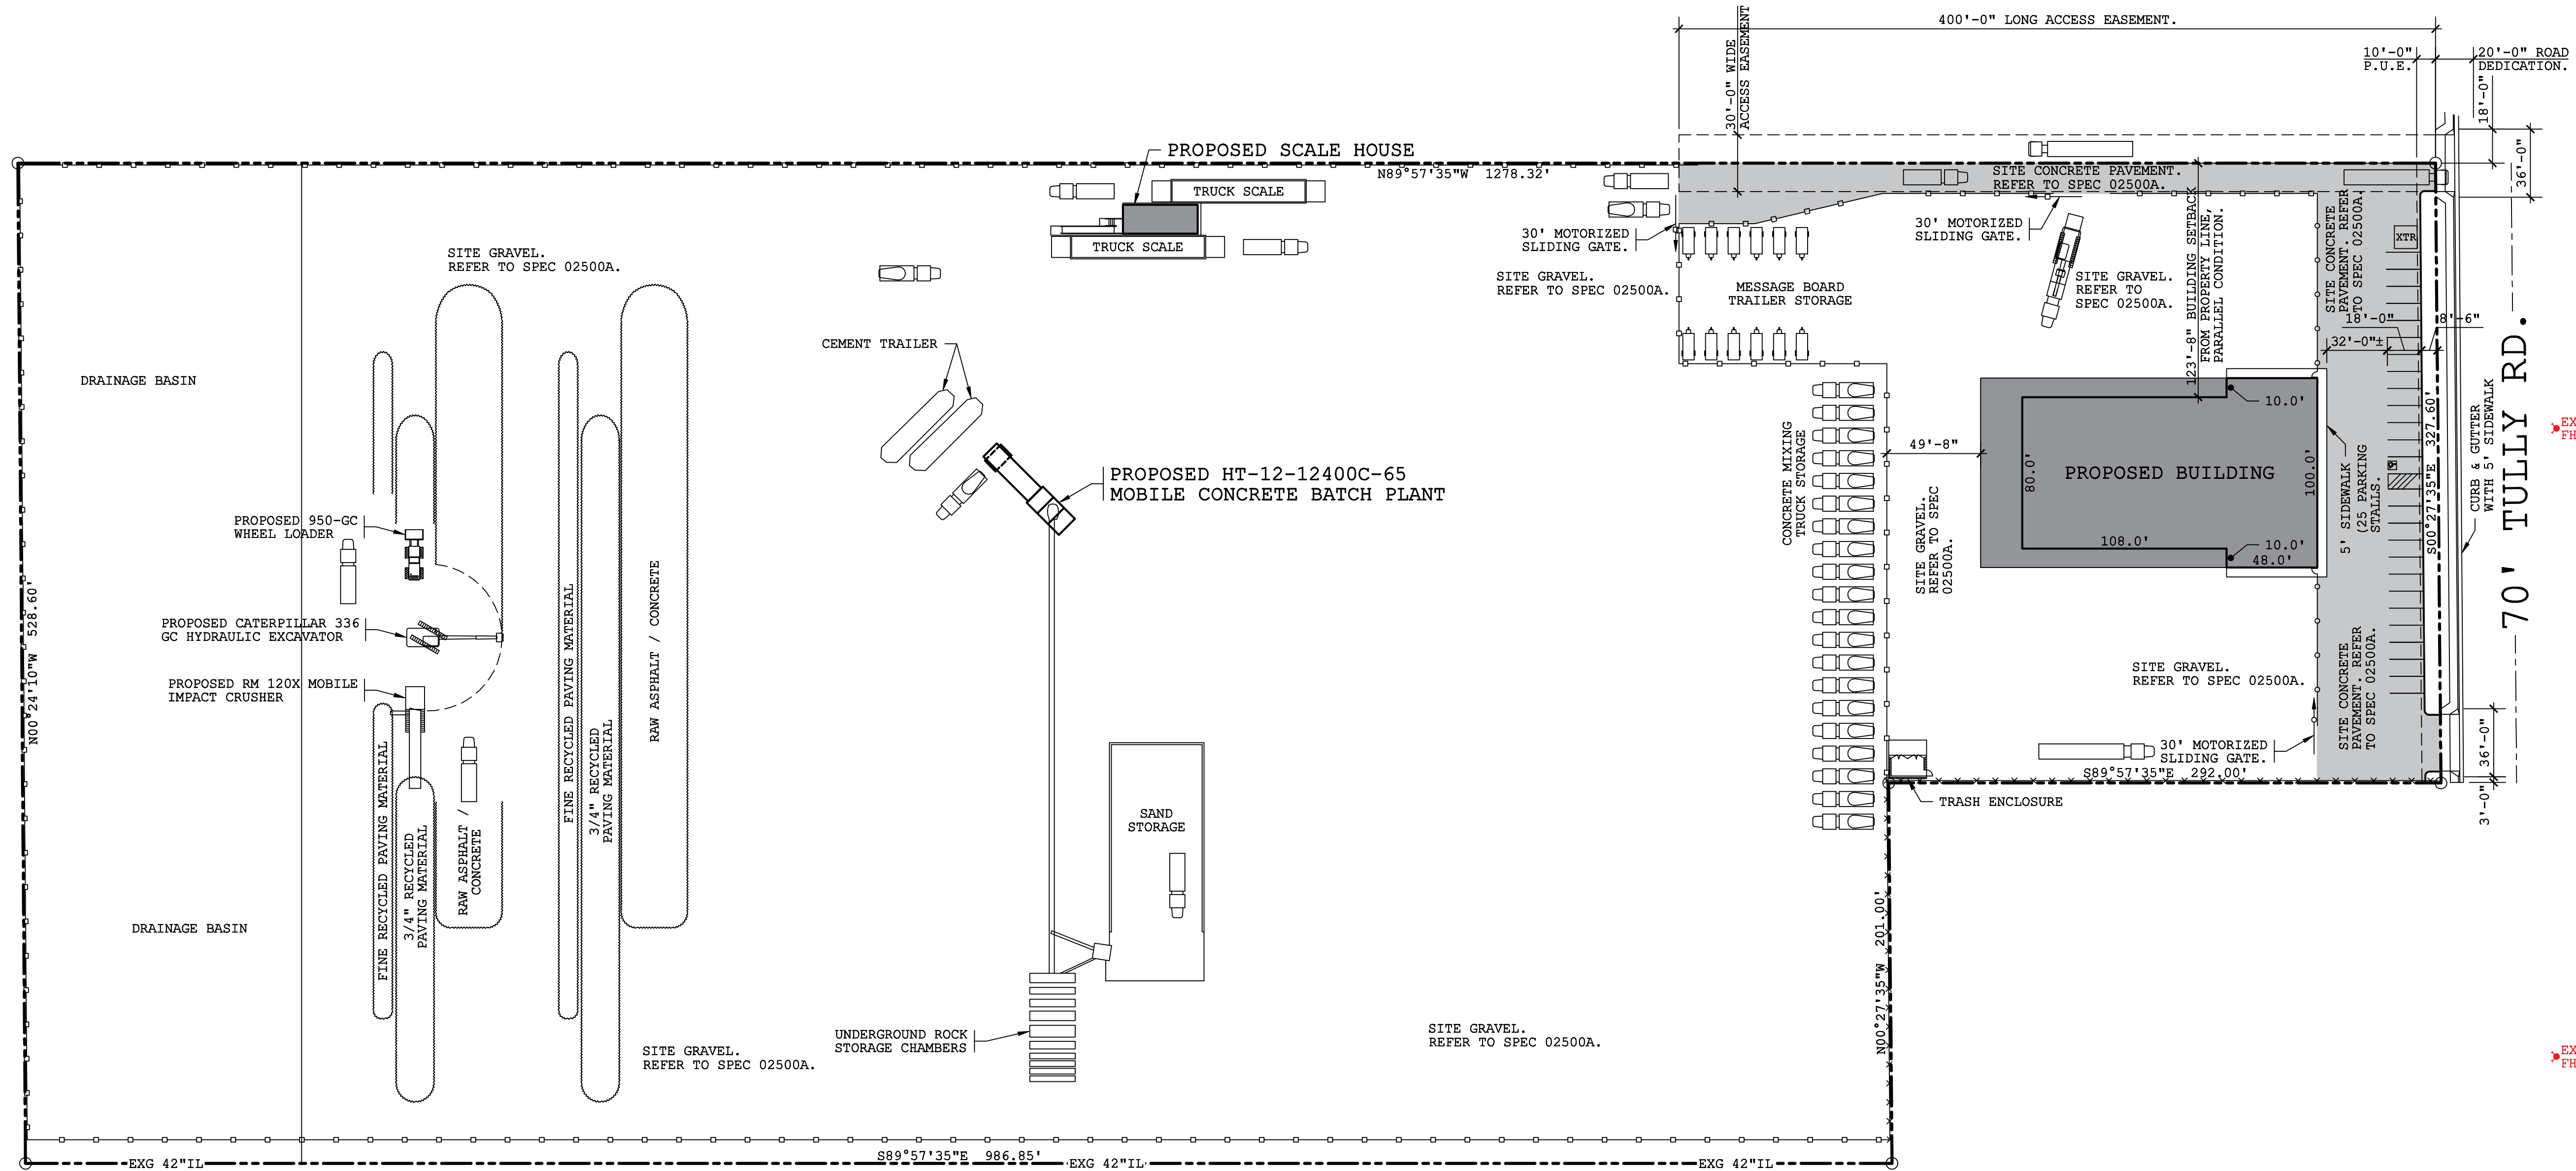 400'-0" LONG ACCESS EASEMENT.
30'-0" WIDE
ACCESS EASEMENT
10'-0"
P.U.E.
20'-0" ROAD
DEDICATION.
18'-0"
36'-0"
PROPOSED SCALE HOUSE
N89°57'35"W 1278.32'
TRUCK SCALE
TRUCK SCALE
SITE CONCRETE PAVEMENT.
REFER TO SPEC 02500A.
30' MOTORIZED
SLIDING GATE.
30' MOTORIZED
SLIDING GATE.
SITE GRAVEL.
REFER TO SPEC 02500A.
SITE GRAVEL.
REFER TO SPEC 02500A.
MESSAGE BOARD
TRAILER STORAGE
SITE GRAVEL.
REFER TO
SPEC 02500A.
123'-8" BUILDING SETBACK
FROM PROPERTY LINE,
PARALLEL CONDITION.
SITE CONCRETE
PAVEMENT. REFER
TO SPEC 02500A.
XTR
18'-0"
8'-6"
32'-0"±
DRAINAGE BASIN
CEMENT TRAILER
10.0'
S00°27'35"E 327.60'
CURB & GUTTER
WITH 5' SIDEWALK
70' TULLY RD.
EX
FH
CONCRETE MIXING
TRUCK STORAGE
49'-8"
80.0'
PROPOSED BUILDING
100.0'
5' SIDEWALK
(25 PARKING
STALLS.
PROPOSED HT-12-12400C-65
MOBILE CONCRETE BATCH PLANT
PROPOSED 950-GC
WHEEL LOADER
SITE GRAVEL.
REFER TO SPEC
02500A.
108.0'
10.0'
48.0'
N0°24'10"W 528.60'
PROPOSED CATERPILLAR 336
GC HYDRAULIC EXCAVATOR
PROPOSED RM 120X MOBILE
IMPACT CRUSHER
FINE RECYCLED PAVING MATERIAL
3/4" RECYCLED
PAVING MATERIAL
RAW ASPHALT / CONCRETE
FINE RECYCLED PAVING MATERIAL
3/4" RECYCLED
PAVING MATERIAL
RAW ASPHALT /
CONCRETE
SITE GRAVEL.
REFER TO SPEC 02500A.
SITE CONCRETE
PAVEMENT. REFER
TO SPEC 02500A.
30' MOTORIZED
SLIDING GATE.
S89°57'35"E 292.00'
36'-0"
3'-0"
TRASH ENCLOSURE
SAND
STORAGE
DRAINAGE BASIN
N00°27'35"W 201.00'
UNDERGROUND ROCK
STORAGE CHAMBERS
SITE GRAVEL.
REFER TO SPEC 02500A.
SITE GRAVEL.
REFER TO SPEC 02500A.
EX
FH
S89°57'35"E 986.85'
EXG 42"IL
EXG 42"IL
EXG 42"IL